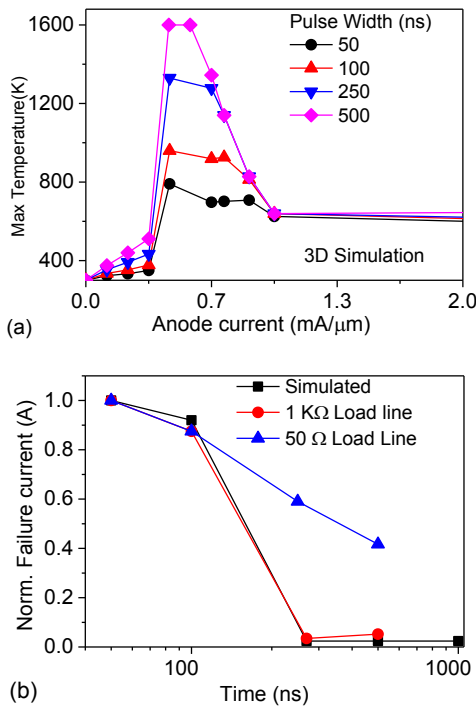 Pulse Width (ns)
50
100
250
500
1600
1200
800
400
Max Temperature(K)
3D Simulation
0.0 0.7 1.3 2.0
(a) Anode current (mA/μm)
Simulated
1 KΩ Load line
50 Ω Load Line
1.0
0.8
0.6
0.4
0.2
0.0
Norm. Failure current (A)
100 1000
(b) Time (ns)